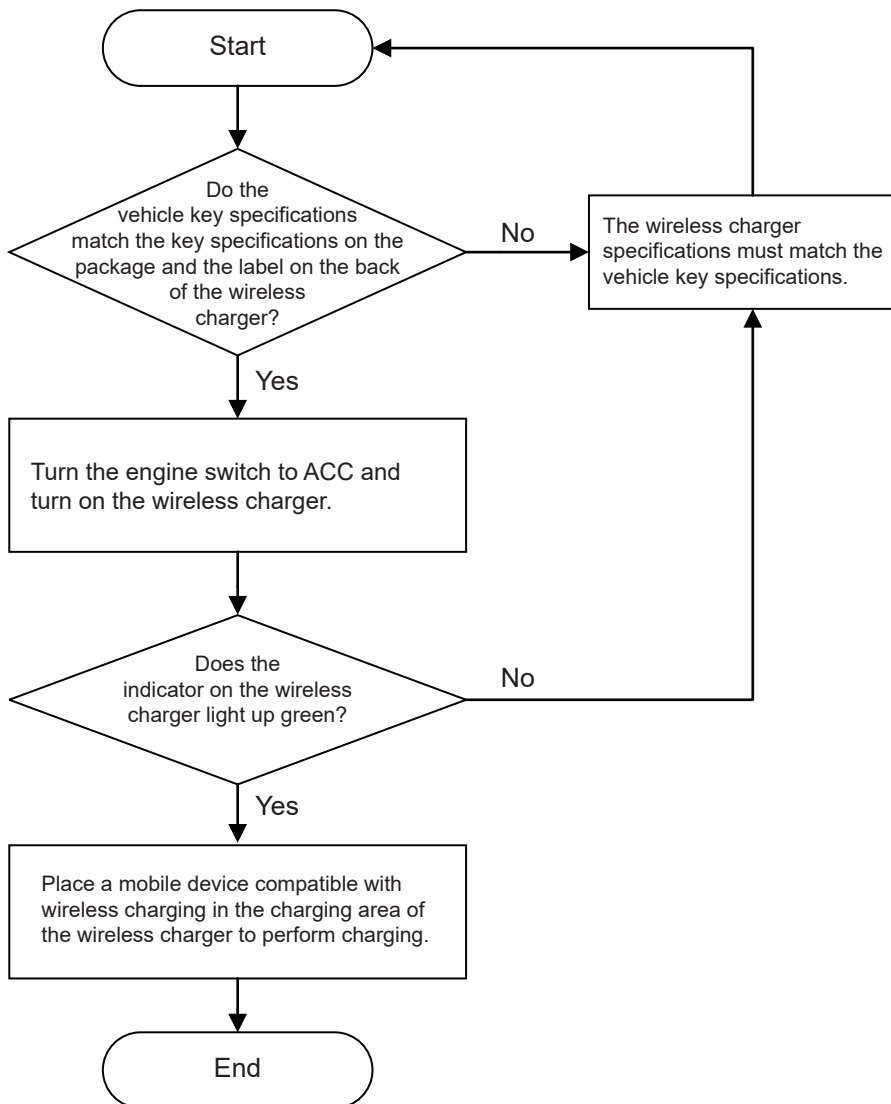 Start
Do the
vehicle key specifications
match the key specifications on the
package and the label on the back
of the wireless
charger?
No
The wireless charger
specifications must match the
vehicle key specifications.
Yes
Turn the engine switch to ACC and
turn on the wireless charger.
Does the
indicator on the wireless
charger light up green?
No
Yes
Place a mobile device compatible with
wireless charging in the charging area of
the wireless charger to perform charging.
End